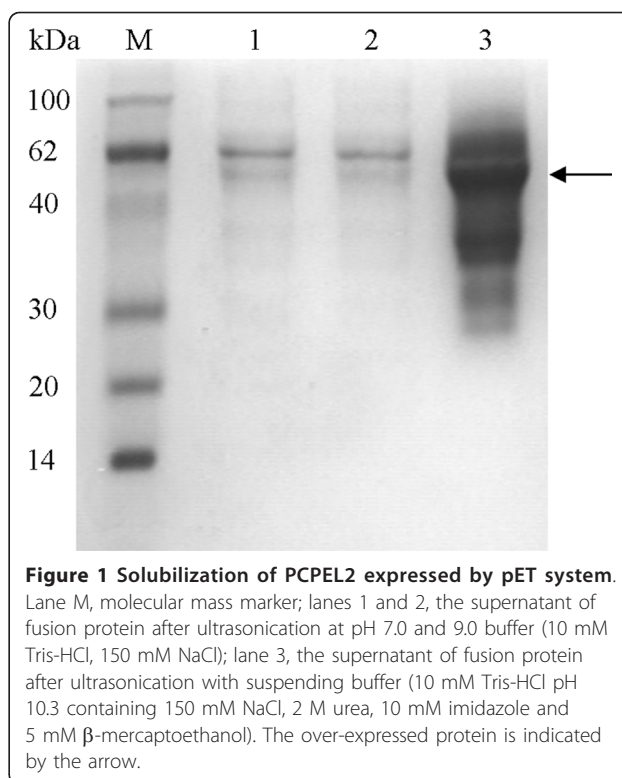 kDa M 1 2 3
100
62
40
30
20
14
Figure 1 Solubilization of PCPEL2 expressed by pET system.
Lane M, molecular mass marker; lanes 1 and 2, the supernatant of
fusion protein after ultrasonication at pH 7.0 and 9.0 buffer (10 mM
Tris-HCl, 150 mM NaCl); lane 3, the supernatant of fusion protein
after ultrasonication with suspending buffer (10 mM Tris-HCl pH
10.3 containing 150 mM NaCl, 2 M urea, 10 mM imidazole and
5 mM β-mercaptoethanol). The over-expressed protein is indicated
by the arrow.